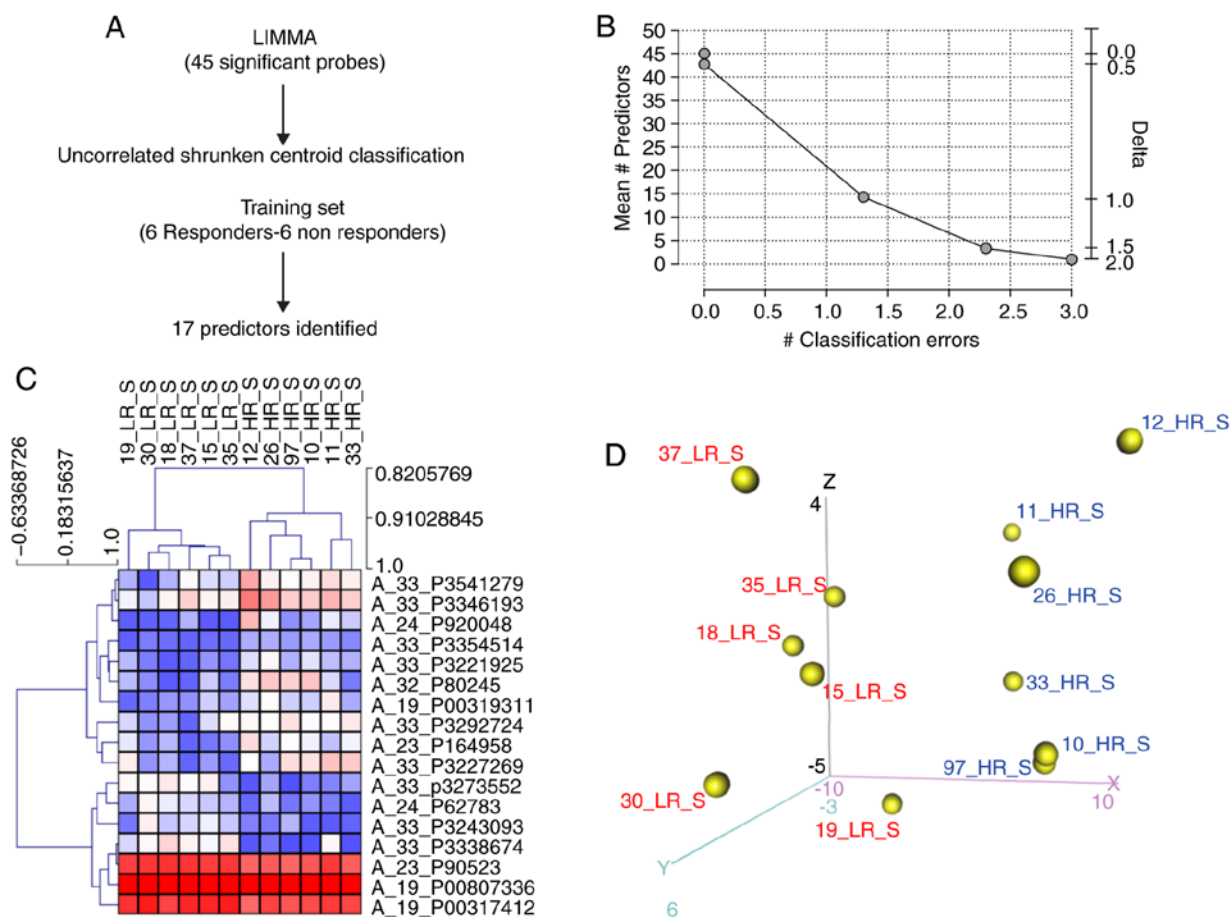 A
LIMMA
(45 significant probes)
Uncorrelated shrunken centroid classification
Training set
(6 Responders-6 non responders)
17 predictors identified
B
Mean # Predictors
50
45
40
35
30
25
20
15
10
5
0
0.0
0.5
1.0
1.5
2.0
Delta
0.0 0.5 1.0 1.5 2.0 2.5 3.0
# Classification errors
C
19_LR_S
30_LR_S
18_LR_S
37_LR_S
15_LR_S
35_LR_S
12_HR_S
26_HR_S
97_HR_S
10_HR_S
11_HR_S
33_HR_S
-0.63368726
0.18315637
1.0
0.8205769
0.91028845
1.0
A_33_P3541279
A_33_P3346193
A_24_P920048
A_33_P3354514
A_33_P3221925
A_32_P80245
A_19_P00319311
A_33_P3292724
A_23_P164958
A_33_P3227269
A_33_p3273552
A_24_P62783
A_33_P3243093
A_33_P3338674
A_23_P90523
A_19_P00807336
A_19_P00317412
D
37_LR_S
12_HR_S
Z
4
11_HR_S
35_LR_S
26_HR_S
18_LR_S
15_LR_S
33_HR_S
10_HR_S
97_HR_S
-5
-10
-3
X
10
30_LR_S
19_LR_S
Y
6